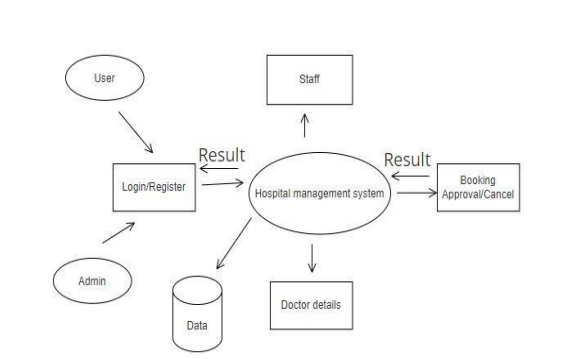 User
Staff
Result
Result
Login/Register
Hospital management system
Booking
Approval/Cancel
Admin
Data
Doctor details